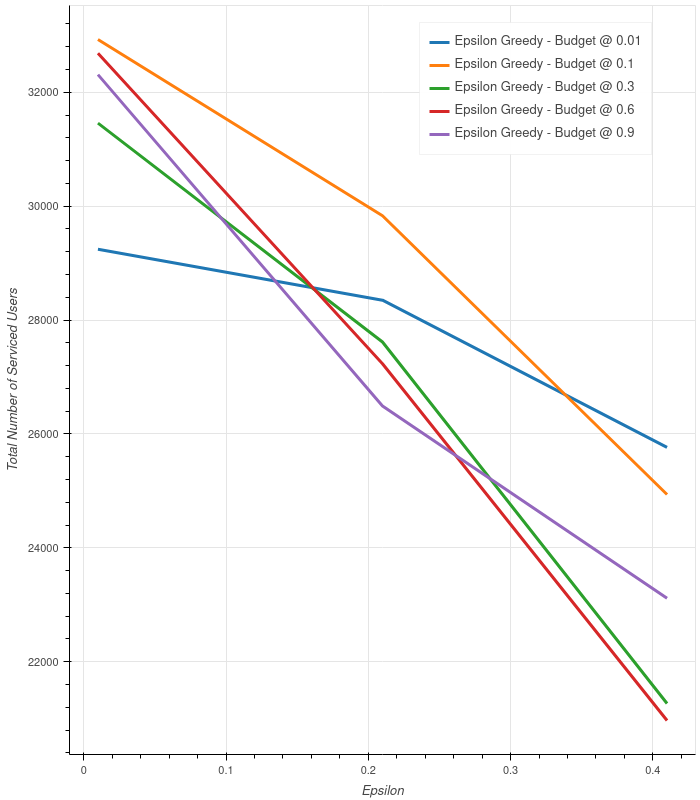 Epsilon Greedy - Budget @ 0.01
Epsilon Greedy - Budget @ 0.1
Epsilon Greedy - Budget @ 0.3
Epsilon Greedy - Budget @ 0.6
Epsilon Greedy - Budget @ 0.9
Total Number of Serviced Users
32000
30000
28000
26000
24000
22000
0 0.1 0.2 0.3 0.4
Epsilon